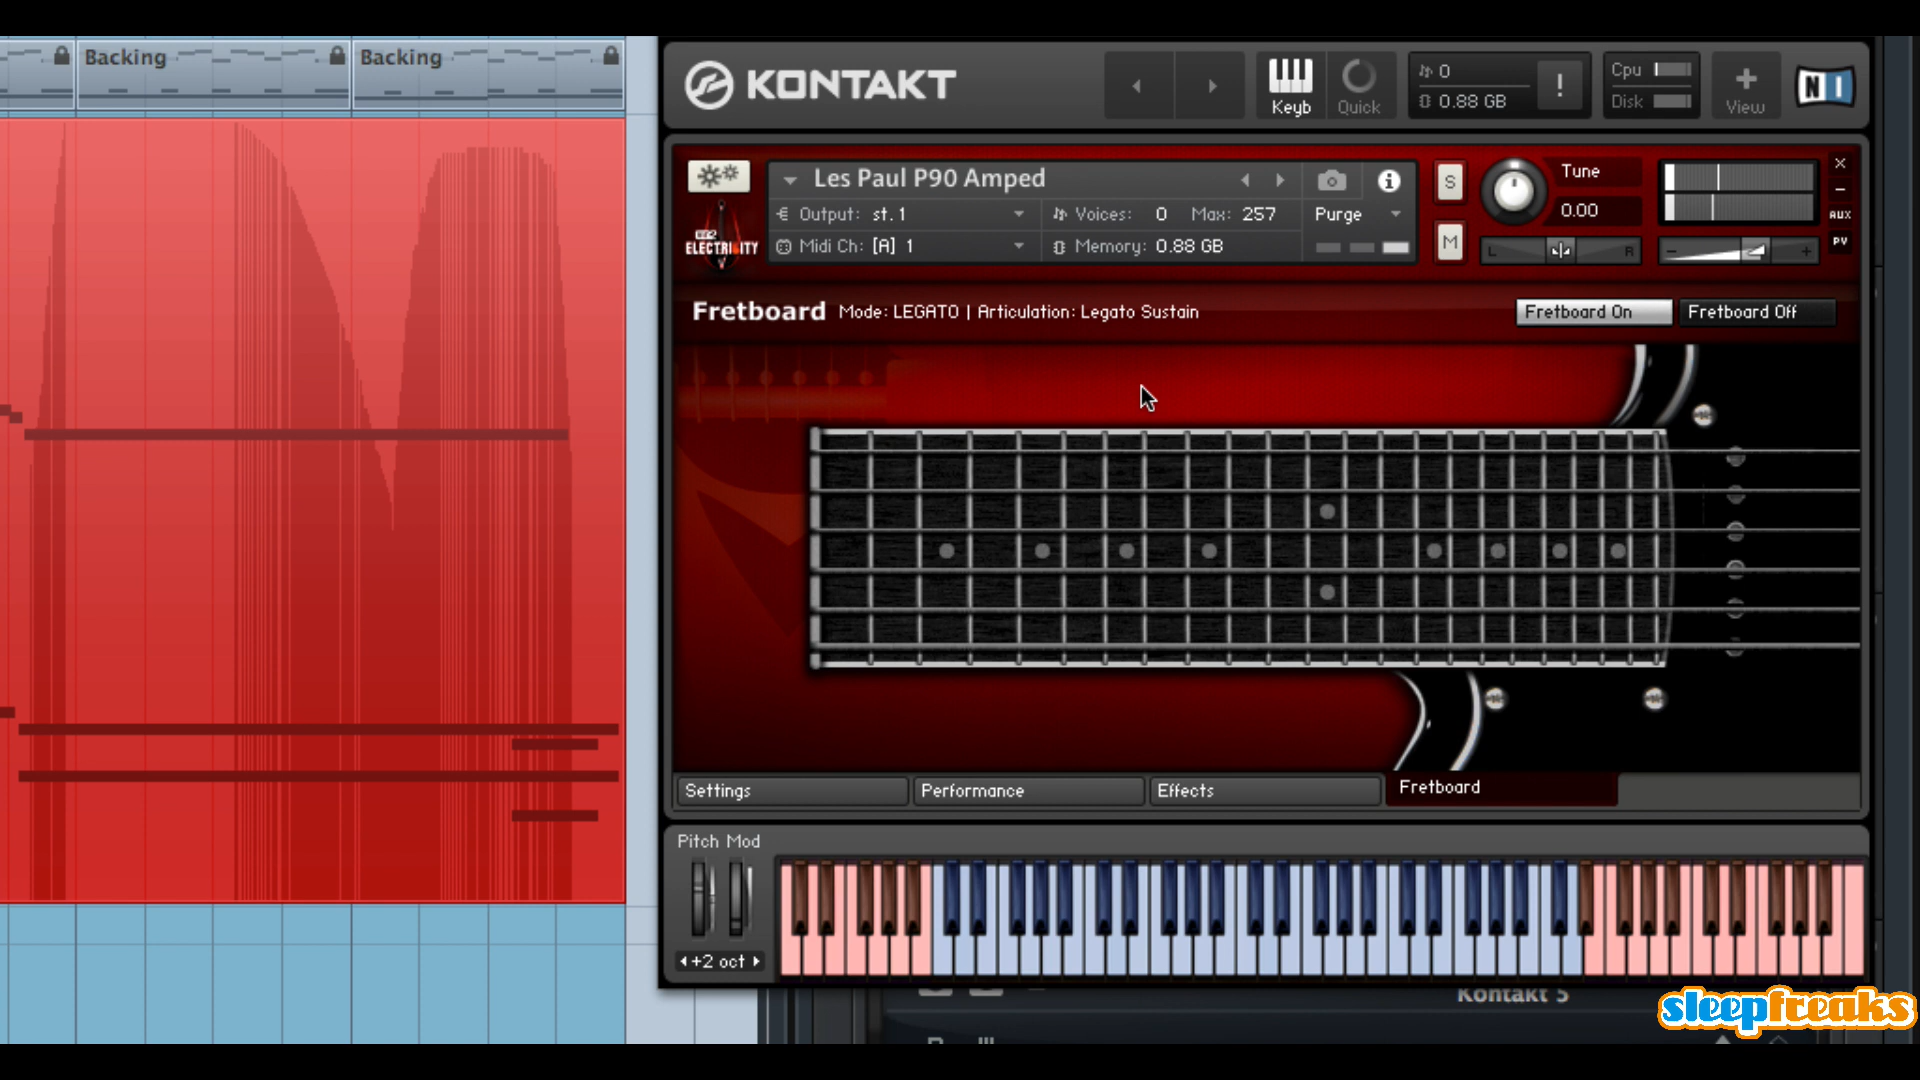 Backing
Backing
KONTAKT
Keyb
Quick
0
0.88 GB
!
Cpu
Disk
View
NI
Les Paul P90 Amped
Output: st.1
Voices: 0 Max: 257
Purge
Midi Ch: [A] 1
Memory: 0.88 GB
ELECTRI6ITY
S
M
Tune
0.00
L
R
AUX
PV
Fretboard
Mode: LEGATO | Articulation: Legato Sustain
Fretboard On
Fretboard Off
Settings
Performance
Effects
Fretboard
Pitch Mod
+2 oct
Kontakt 5
sleepfreaks